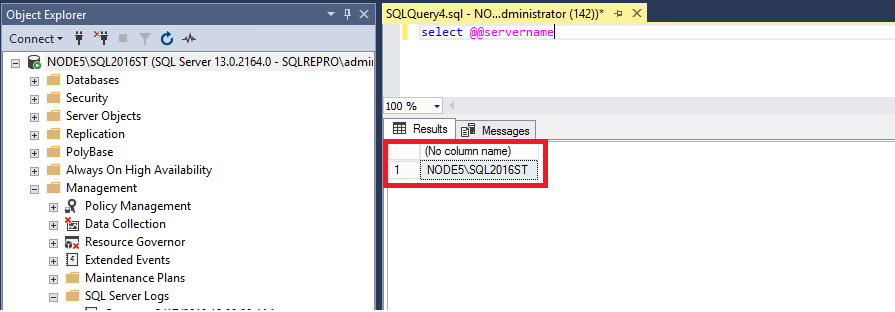 Object Explorer
Connect
NODE5\SQL2016ST (SQL Server 13.0.2164.0 - SQLREPRO\admin
Databases
Security
Server Objects
Replication
PolyBase
Always On High Availability
Management
Policy Management
Data Collection
Resource Governor
Extended Events
Maintenance Plans
SQL Server Logs
SQLQuery4.sql - NO...dministrator (142))*
select @@servername
100 %
Results
Messages
(No column name)
1
NODE5\SQL2016ST